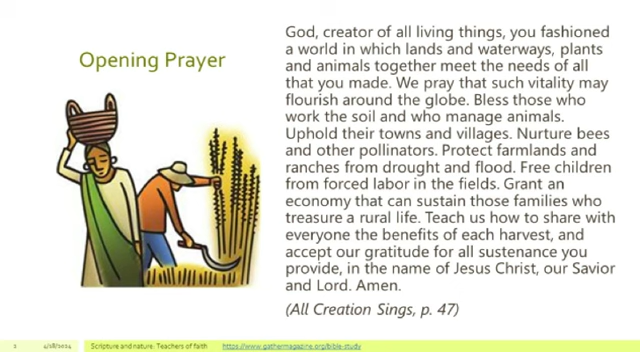 Opening Prayer
God, creator of all living things, you fashioned
a world in which lands and waterways, plants
and animals together meet the needs of all
that you made. We pray that such vitality may
flourish around the globe. Bless those who
work the soil and who manage animals.
Uphold their towns and villages. Nurture bees
and other pollinators. Protect farmlands and
ranches from drought and flood. Free children
from forced labor in the fields. Grant an
economy that can sustain those families who
treasure a rural life. Teach us how to share with
everyone the benefits of each harvest, and
accept our gratitude for all sustenance you
provide, in the name of Jesus Christ, our Savior
and Lord. Amen.
(All Creation Sings, p. 47)
2 4/18/2024 Scripture and nature: Teachers of faith https://www.gathermagazine.org/bible-study